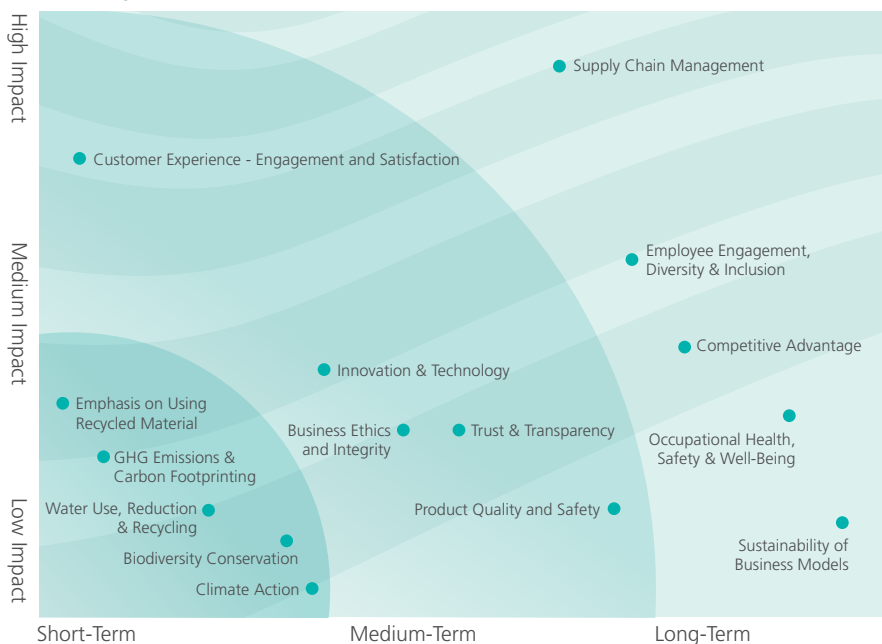 High Impact
Medium Impact
Low Impact
Supply Chain Management
Customer Experience - Engagement and Satisfaction
Employee Engagement,
Diversity & Inclusion
Competitive Advantage
Innovation & Technology
Emphasis on Using
Recycled Material
Business Ethics
and Integrity
Trust & Transparency
Occupational Health,
Safety & Well-Being
GHG Emissions &
Carbon Footprinting
Water Use, Reduction
& Recycling
Product Quality and Safety
Biodiversity Conservation
Sustainability of
Business Models
Climate Action
Short-Term
Medium-Term
Long-Term